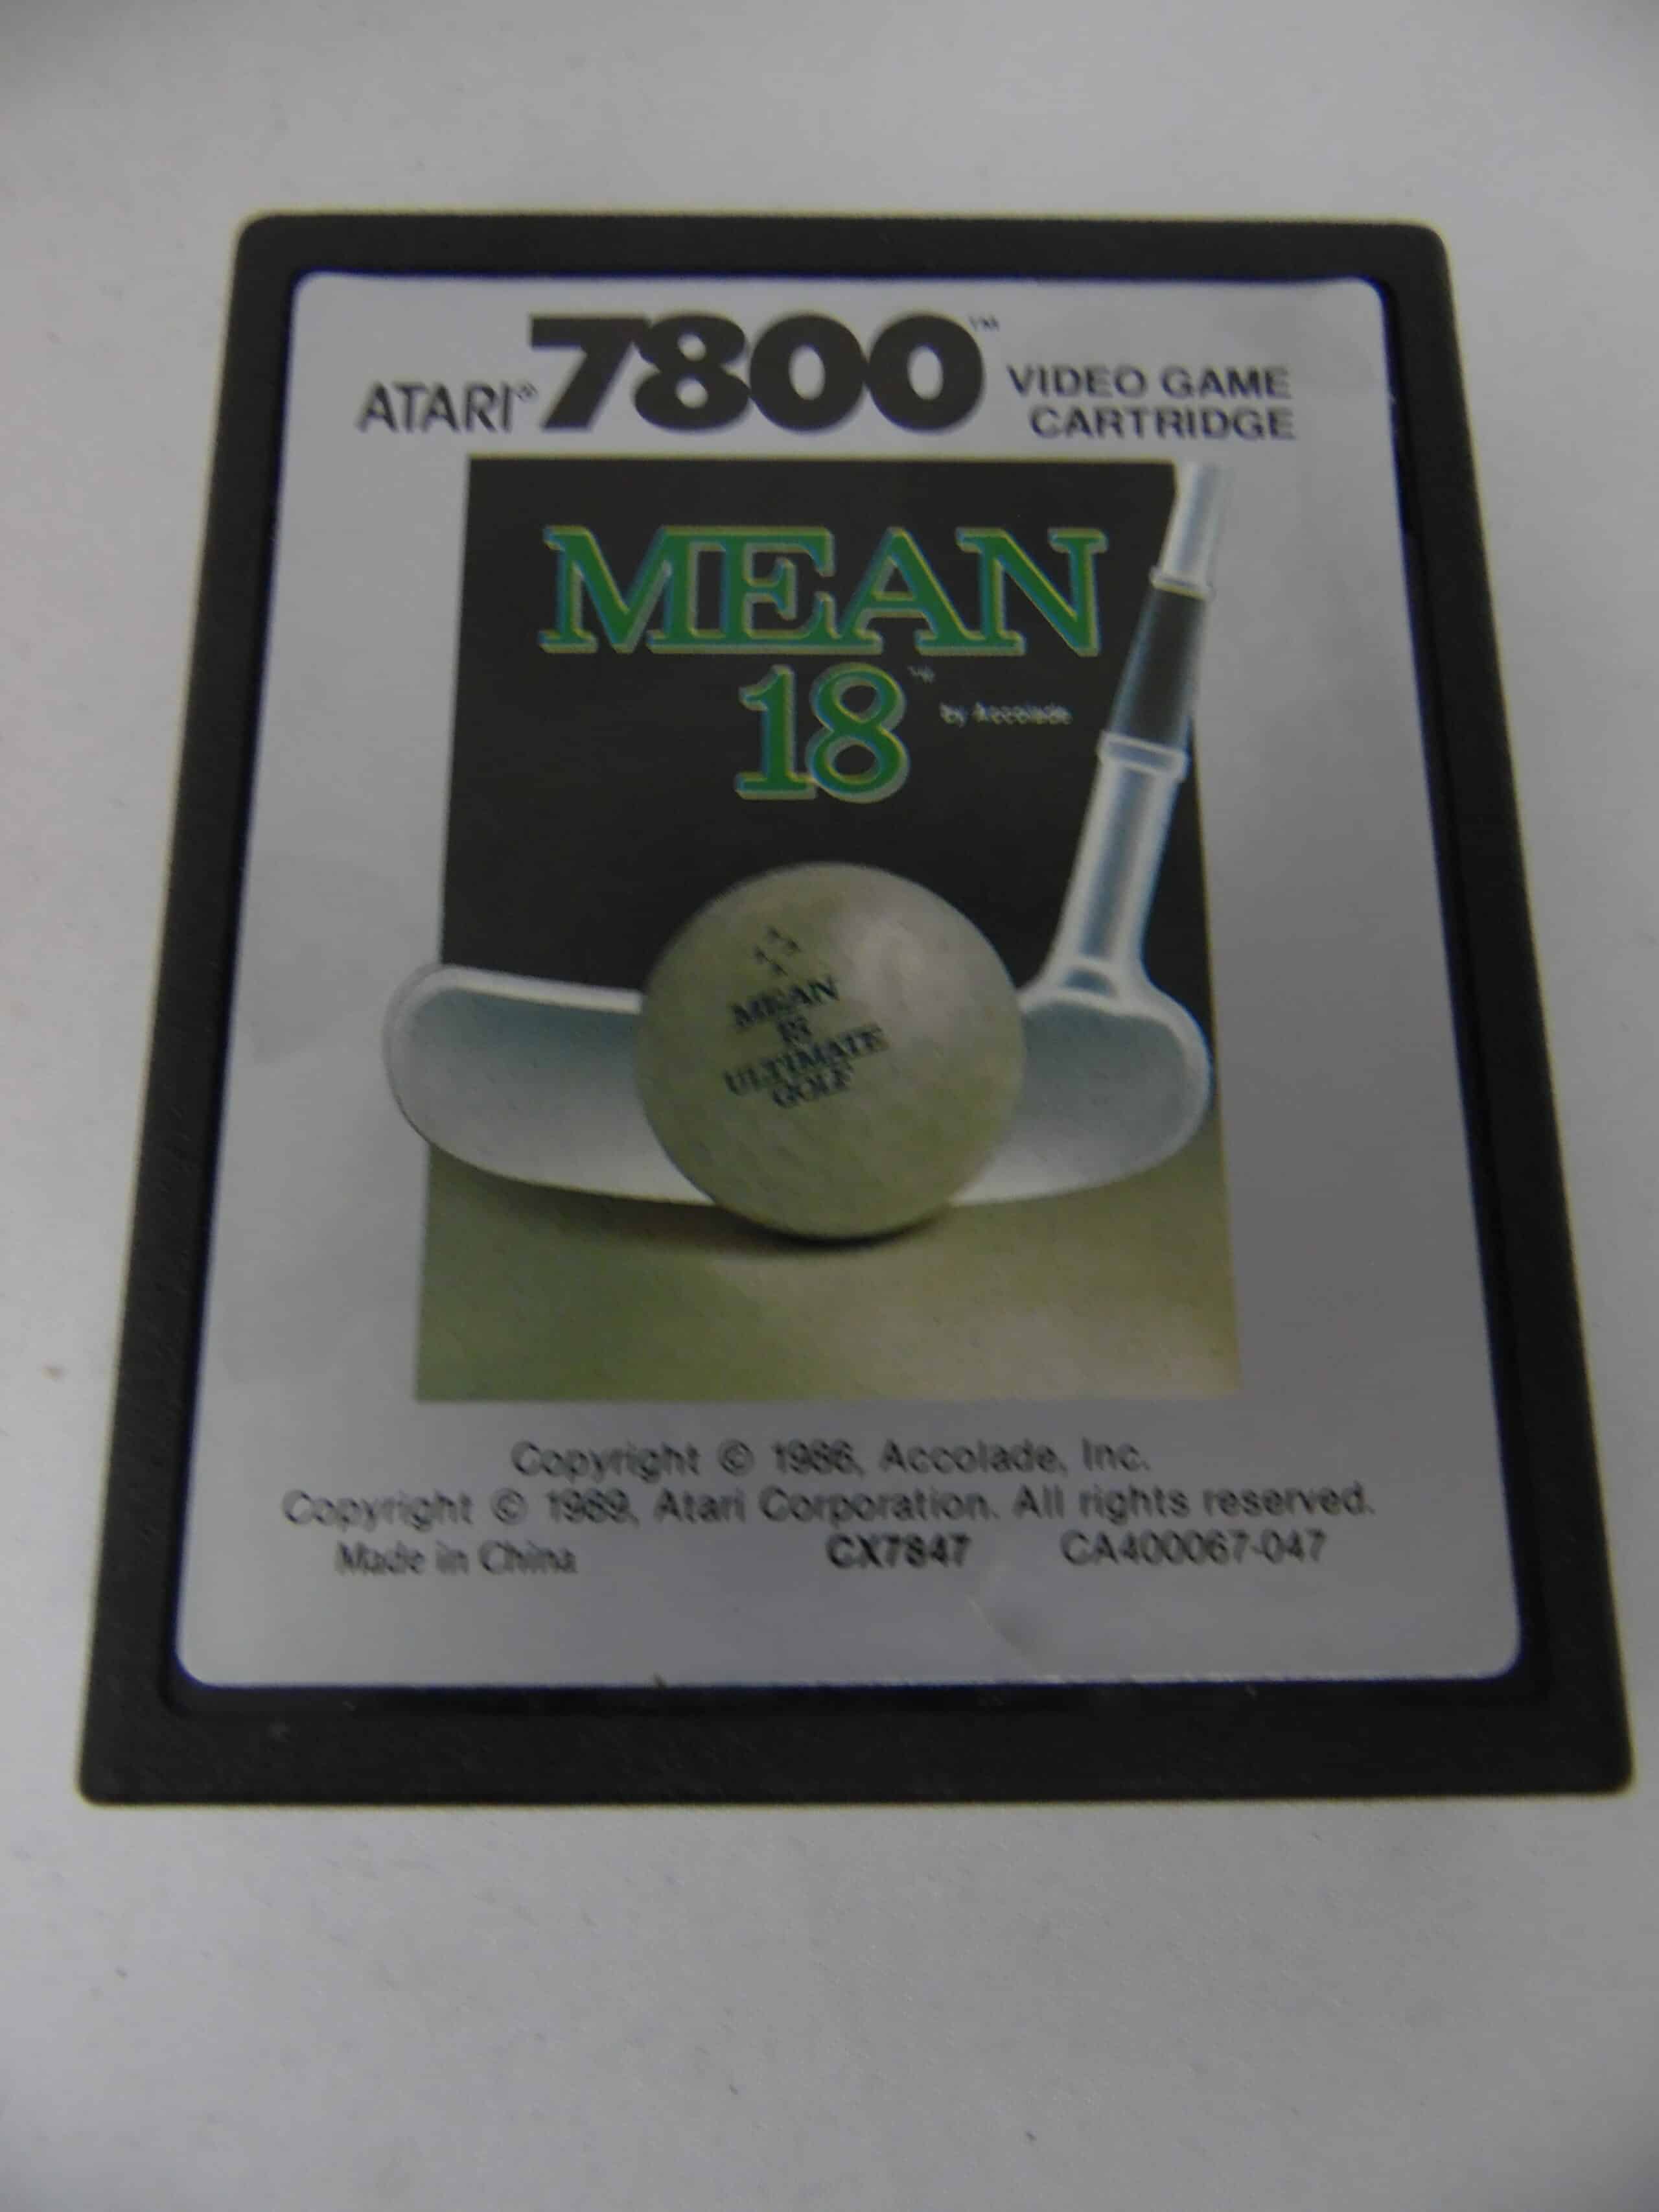 ATARI® 7800™ VIDEO GAME
CARTRIDGE
MEAN
18™
by Accolade
MEAN
18
ULTIMATE
GOLF
Copyright © 1986, Accolade, Inc.
Copyright © 1989, Atari Corporation. All rights reserved.
Made in China CX7847 CA400067-047